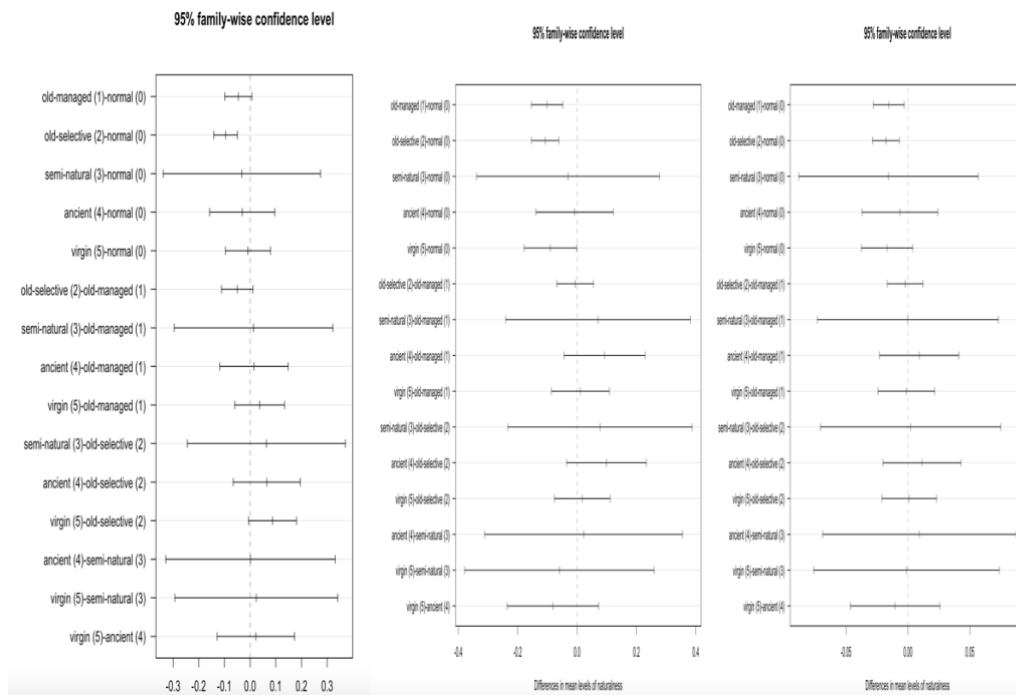 95% family-wise confidence level
old-managed (1)-normal (0)
old-selective (2)-normal (0)
semi-natural (3)-normal (0)
ancient (4)-normal (0)
virgin (5)-normal (0)
old-selective (2)-old-managed (1)
semi-natural (3)-old-managed (1)
ancient (4)-old-managed (1)
virgin (5)-old-managed (1)
semi-natural (3)-old-selective (2)
ancient (4)-old-selective (2)
virgin (5)-old-selective (2)
ancient (4)-semi-natural (3)
virgin (5)-semi-natural (3)
virgin (5)-ancient (4)
-0.3 -0.2 -0.1 0.0 0.1 0.2 0.3
95% family-wise confidence level
old-managed (1)-normal (0)
old-selective (2)-normal (0)
semi-natural (3)-normal (0)
ancient (4)-normal (0)
virgin (5)-normal (0)
old-selective (2)-old-managed (1)
semi-natural (3)-old-managed (1)
ancient (4)-old-managed (1)
virgin (5)-old-managed (1)
semi-natural (3)-old-selective (2)
ancient (4)-old-selective (2)
virgin (5)-old-selective (2)
ancient (4)-semi-natural (3)
virgin (5)-semi-natural (3)
virgin (5)-ancient (4)
-0.4 -0.2 0.0 0.2 0.4
Differences in mean levels of naturalness
95% family-wise confidence level
old-managed (1)-normal (0)
old-selective (2)-normal (0)
semi-natural (3)-normal (0)
ancient (4)-normal (0)
virgin (5)-normal (0)
old-selective (2)-old-managed (1)
semi-natural (3)-old-managed (1)
ancient (4)-old-managed (1)
virgin (5)-old-managed (1)
semi-natural (3)-old-selective (2)
ancient (4)-old-selective (2)
virgin (5)-old-selective (2)
ancient (4)-semi-natural (3)
virgin (5)-semi-natural (3)
virgin (5)-ancient (4)
-0.05 0.00 0.05
Differences in mean levels of naturalness